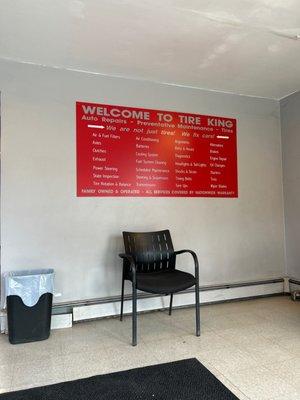 WELCOME TO TIRE KING
Auto Repairs - Preventative Maintenance - Tires
We are not just tires! We fix cars!
Air & Fuel Filters Air Conditioning Alignments Alternators
Axles Batteries Belts & Hoses Brakes
Clutches Cooling System Diagnostics Engine Repair
Exhaust Fuel System Cleaning Headlights & Tail Lights Oil Changes
Power Steering Scheduled Maintenance Shocks & Struts Starters
State Inspection Steering & Suspension Timing Belts Tires
Tire Rotation & Balance Transmissions Tune Ups Wiper Blades
FAMILY OWNED & OPERATED - ALL SERVICES COVERED BY NATIONWIDE WARRANTY